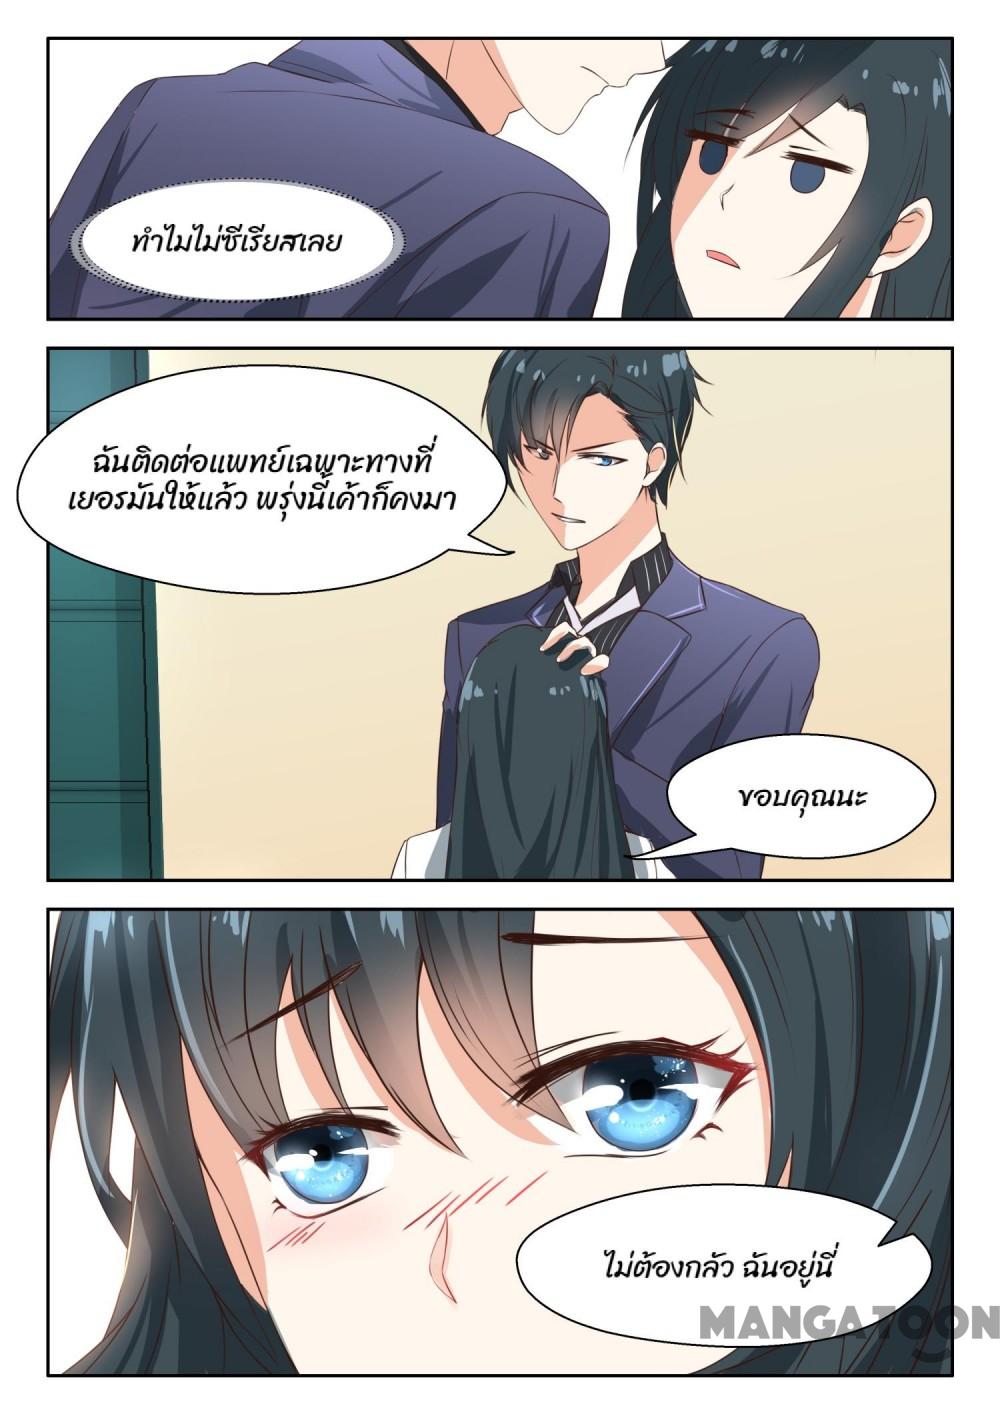 ทำไมไม่ซีเรียสเลย
ฉันติดต่อแพทย์เฉพาะทางที่
เยอรมันให้แล้ว พรุ่งนี้เค้าก็คงมา
ขอบคุณนะ
ไม่ต้องกลัว ฉันอยู่นี่
MANGATOON